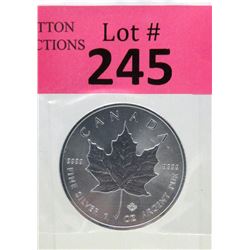 TTON
CTIONS
Lot #
245
CANADA
9999 9999
FINE SILVER 1 OZ ARGENT PUR